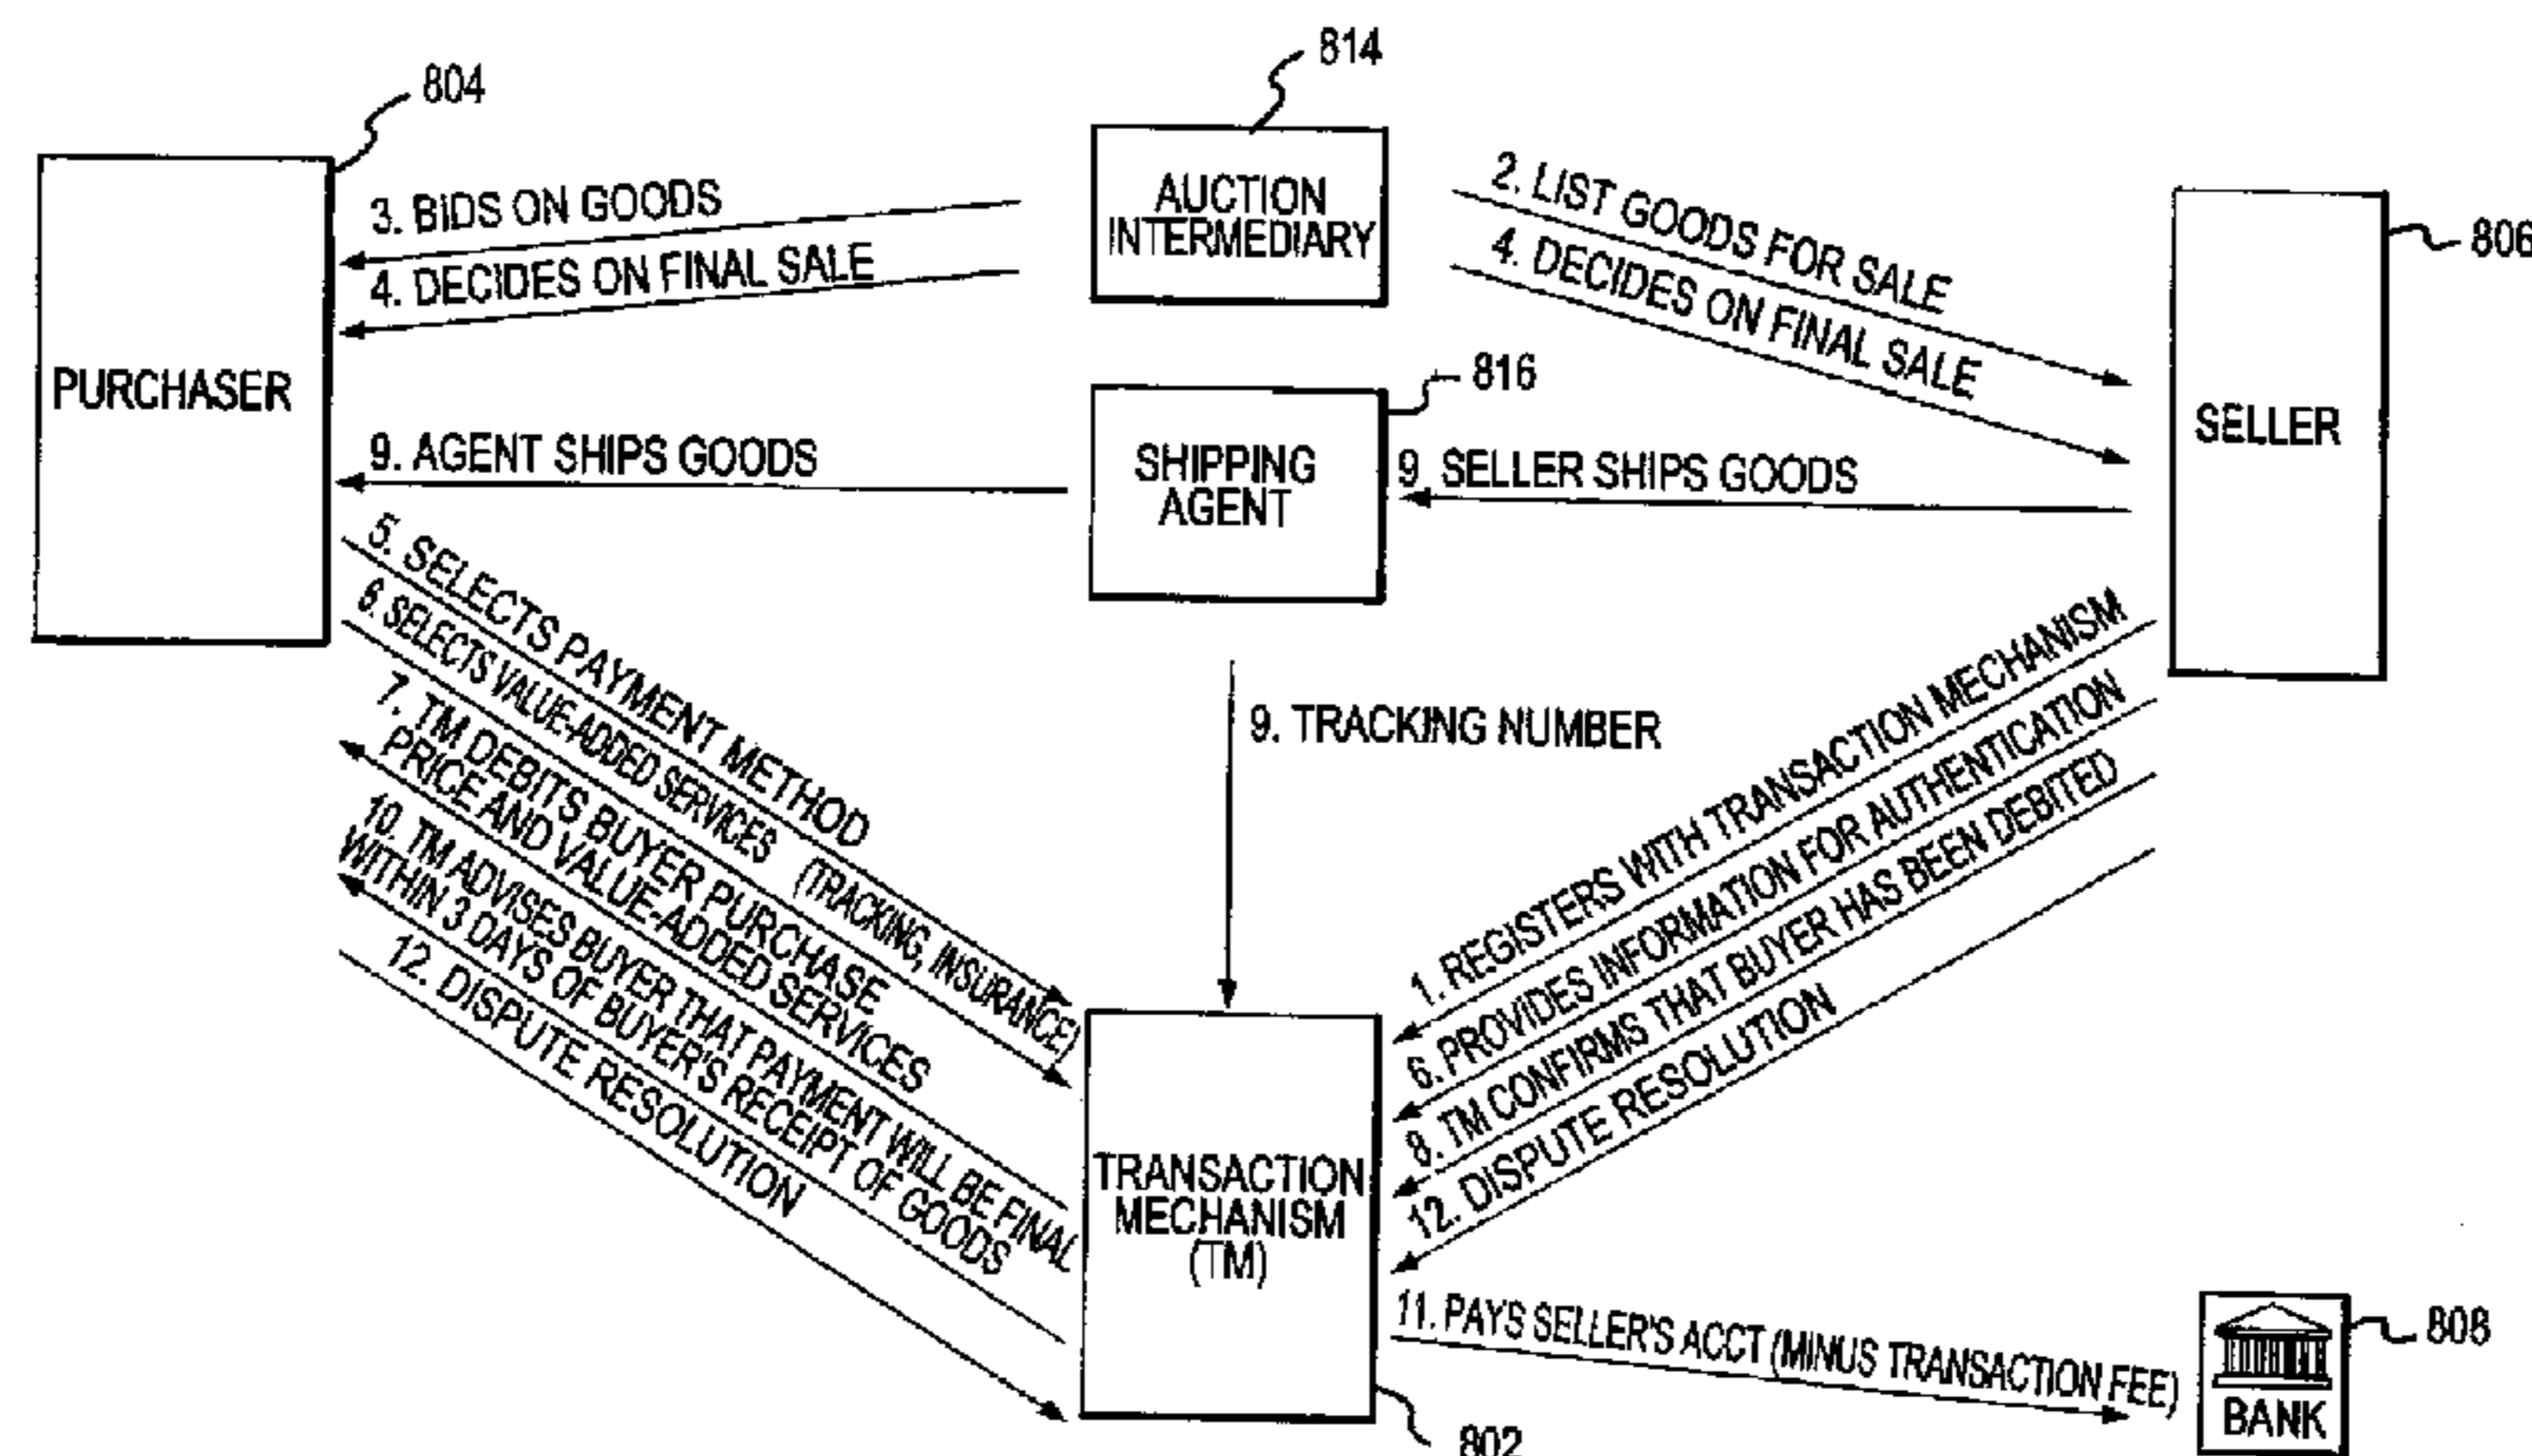 804
814
AUCTION
INTERMEDIARY
3. BIDS ON GOODS
4. DECIDES ON FINAL SALE
2. LIST GOODS FOR SALE
4. DECIDES ON FINAL SALE
806
PURCHASER
816
SELLER
9. AGENT SHIPS GOODS
SHIPPING
AGENT
9 SELLER SHIPS GOODS
5. SELECTS PAYMENT METHOD
6. SELECTS VALUE-ADDED SERVICES (TRACKING, INSURANCE)
7. TM DEBITS BUYER PURCHASE
PRICE AND VALUE-ADDED SERVICES
10. TM ADVISES BUYER THAT PAYMENT WILL BE FINAL
WITHIN 3 DAYS OF BUYER'S RECEIPT OF GOODS
12. DISPUTE RESOLUTION
9. TRACKING NUMBER
1. REGISTERS WITH TRANSACTION MECHANISM
6. PROVIDES INFORMATION FOR AUTHENTICATION
8. TM CONFIRMS THAT BUYER HAS BEEN DEBITED
12. DISPUTE RESOLUTION
TRANSACTION
MECHANISM
(TM)
11. PAYS SELLER'S ACCT (MINUS TRANSACTION FEE)
808
BANK
802